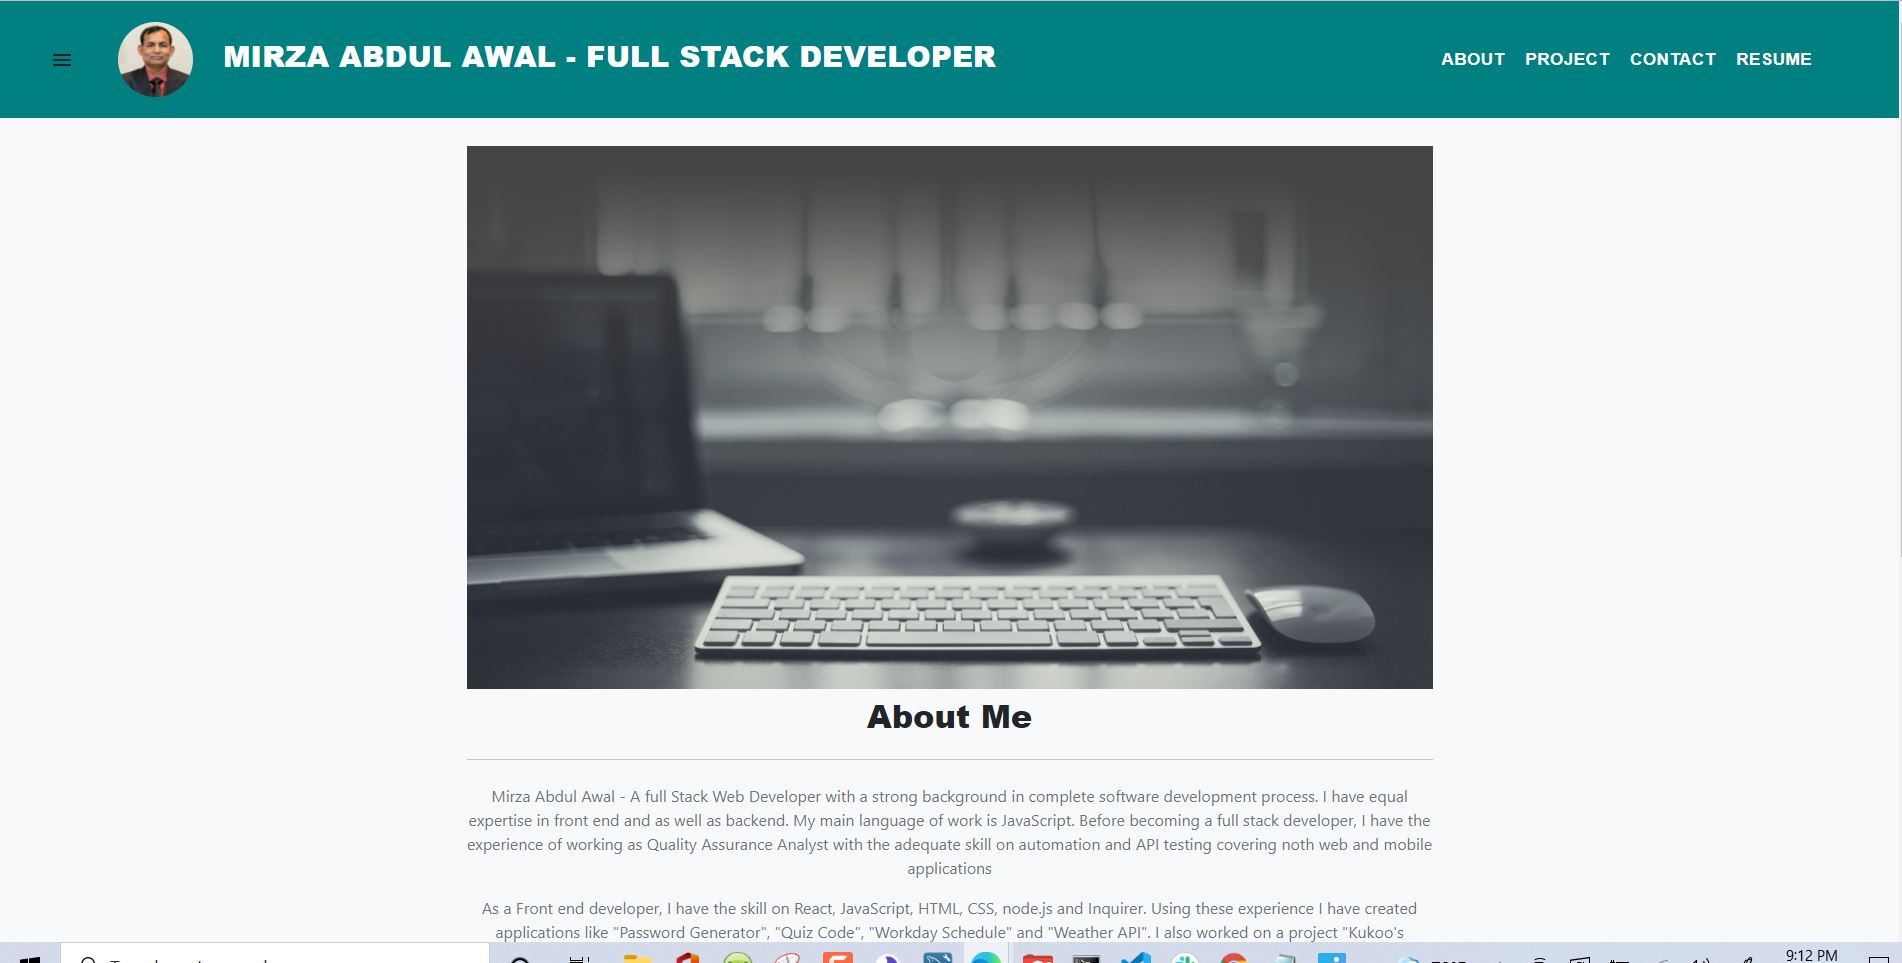 MIRZA ABDUL AWAL - FULL STACK DEVELOPER
ABOUT PROJECT CONTACT RESUME
About Me
Mirza Abdul Awal - A full Stack Web Developer with a strong background in complete software development process. I have equal
expertise in front end and as well as backend. My main language of work is JavaScript. Before becoming a full stack developer, I have the
experience of working as Quality Assurance Analyst with the adequate skill on automation and API testing covering noth web and mobile
applications
As a Front end developer, I have the skill on React, JavaScript, HTML, CSS, node.js and Inquirer. Using these experience I have created
applications like "Password Generator", "Quiz Code", "Workday Schedule" and "Weather API". I also worked on a project "Kukoo's
9:12 PM